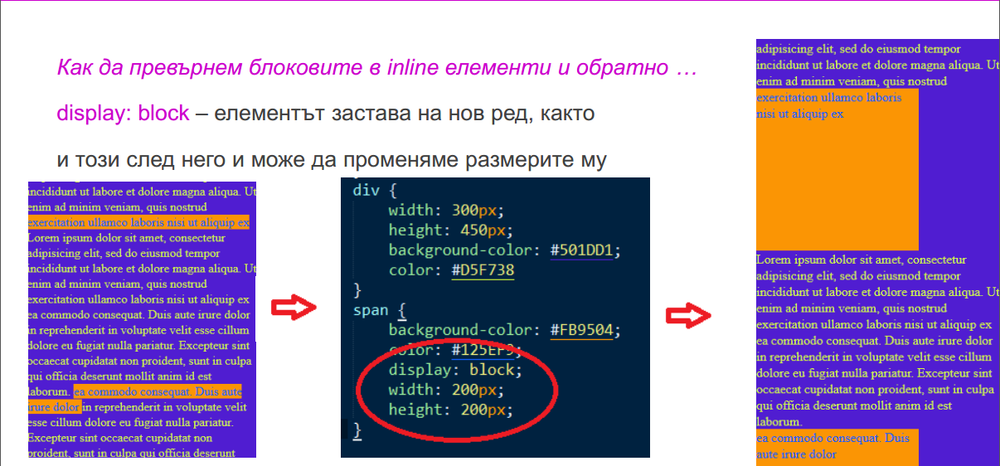 Как да превърнем блоковите в inline елементи и обратно …
display: block – елементът застава на нов ред, както
и този след него и може да променяме размерите му
incididunt ut labore et dolore magna aliqua. Ut
enim ad minim veniam, quis nostrud
exercitation ullamco laboris nisi ut aliquip ex
Lorem ipsum dolor sit amet, consectetur
adipisicing elit, sed do eiusmod tempor
incididunt ut labore et dolore magna aliqua. Ut
enim ad minim veniam, quis nostrud
exercitation ullamco laboris nisi ut aliquip ex
ea commodo consequat. Duis aute irure dolor
in reprehenderit in voluptate velit esse cillum
dolore eu fugiat nulla pariatur. Excepteur sint
occaecat cupidatat non proident, sunt in culpa
qui officia deserunt mollit anim id est
laborum. ea commodo consequat. Duis aute
irure dolor in reprehenderit in voluptate velit
esse cillum dolore eu fugiat nulla pariatur.
Excepteur sint occaecat cupidatat non
proident, sunt in culpa qui officia deserunt
div {
width: 300px;
height: 450px;
background-color: #501DD1;
color: #D5F738
}
span {
background-color: #FB9504;
color: #125EF9;
display: block;
width: 200px;
height: 200px;
}
adipisicing elit, sed do eiusmod tempor
incididunt ut labore et dolore magna aliqua. Ut
enim ad minim veniam, quis nostrud
exercitation ullamco laboris
nisi ut aliquip ex
Lorem ipsum dolor sit amet, consectetur
adipisicing elit, sed do eiusmod tempor
incididunt ut labore et dolore magna aliqua. Ut
enim ad minim veniam, quis nostrud
exercitation ullamco laboris nisi ut aliquip ex
ea commodo consequat. Duis aute irure dolor
in reprehenderit in voluptate velit esse cillum
dolore eu fugiat nulla pariatur. Excepteur sint
occaecat cupidatat non proident, sunt in culpa
qui officia deserunt mollit anim id est
laborum.
ea commodo consequat. Duis
aute irure dolor